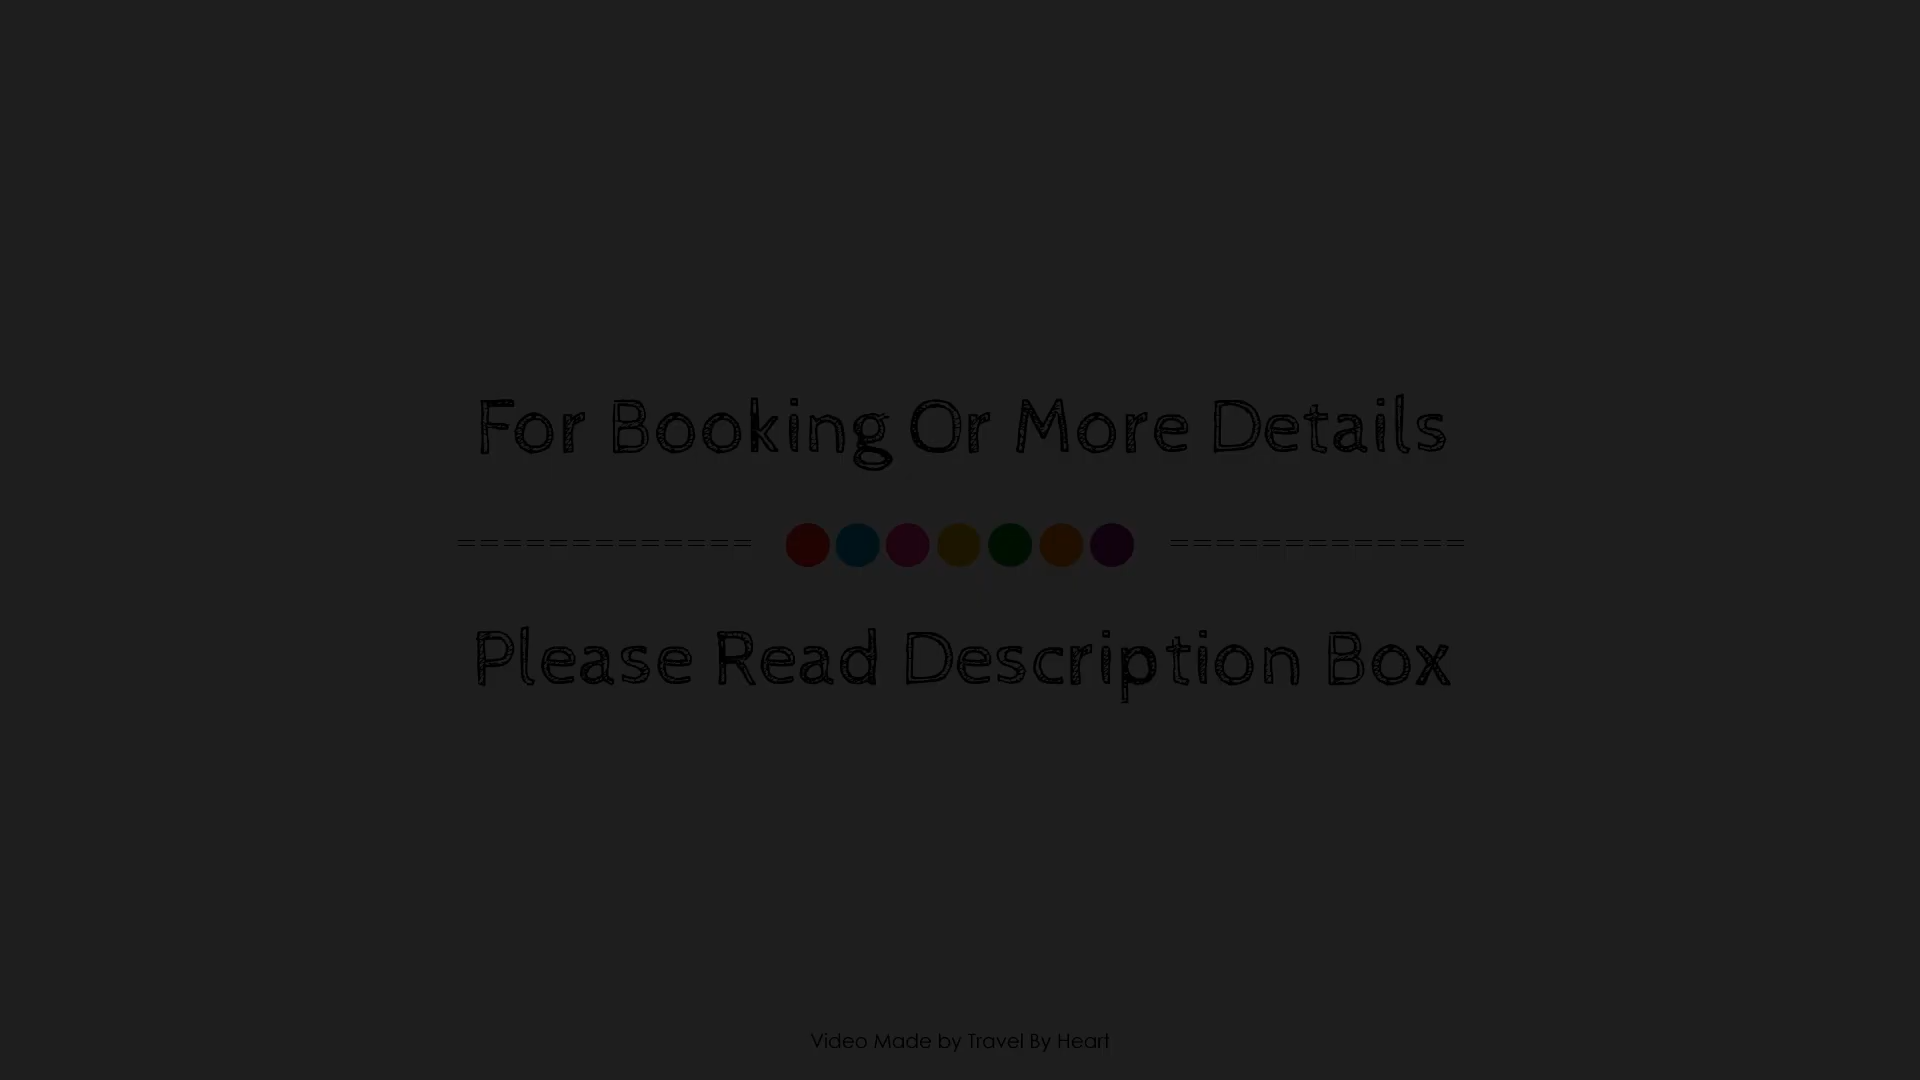 For Booking Or More Details
============= =============
Please Read Description Box
Video Made by Travel By Heart